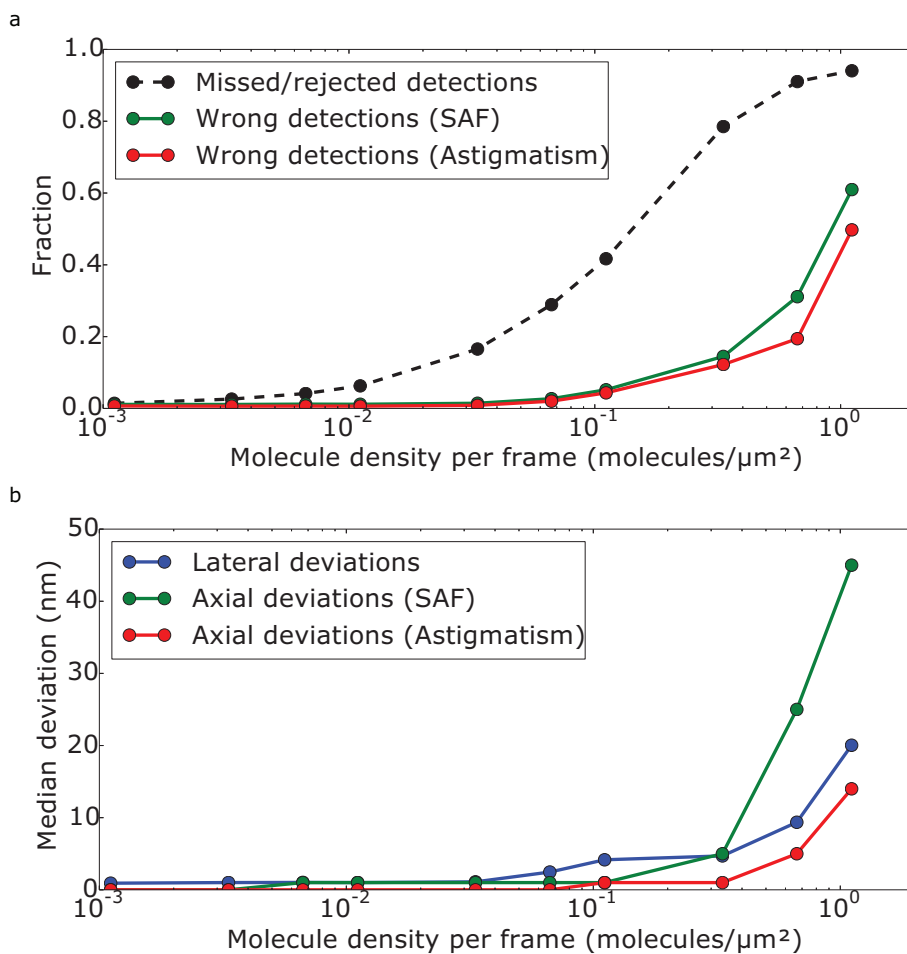 a
1.0
0.8
0.6
0.4
0.2
0.0
Fraction
Missed/rejected detections
Wrong detections (SAF)
Wrong detections (Astigmatism)
10⁻³
10⁻²
10⁻¹
10⁰
Molecule density per frame (molecules/µm²)
b
50
40
30
20
10
0
Median deviation (nm)
Lateral deviations
Axial deviations (SAF)
Axial deviations (Astigmatism)
10⁻³
10⁻²
10⁻¹
10⁰
Molecule density per frame (molecules/µm²)